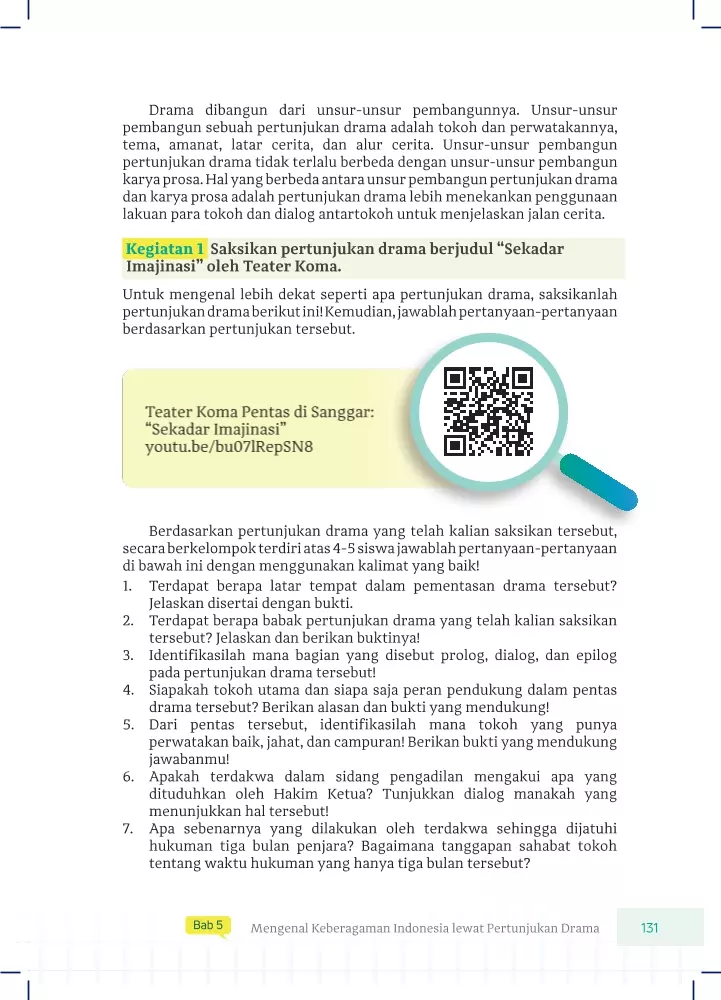 Drama dibangun dari unsur-unsur pembangunnya. Unsur-unsur
pembangun sebuah pertunjukan drama adalah tokoh dan perwatakannya,
tema, amanat, latar cerita, dan alur cerita. Unsur-unsur pembangun
pertunjukan drama tidak terlalu berbeda dengan unsur-unsur pembangun
karya prosa. Hal yang berbeda antara unsur pembangun pertunjukan drama
dan karya prosa adalah pertunjukan drama lebih menekankan penggunaan
lakuan para tokoh dan dialog antartokoh untuk menjelaskan jalan cerita.
Kegiatan 1 Saksikan pertunjukan drama berjudul “Sekadar
Imajinasi” oleh Teater Koma.
Untuk mengenal lebih dekat seperti apa pertunjukan drama, saksikanlah
pertunjukan drama berikut ini! Kemudian, jawablah pertanyaan-pertanyaan
berdasarkan pertunjukan tersebut.
Teater Koma Pentas di Sanggar:
“Sekadar Imajinasi”
youtu.be/bu07lRepSN8
Berdasarkan pertunjukan drama yang telah kalian saksikan tersebut,
secara berkelompok terdiri atas 4-5 siswa jawablah pertanyaan-pertanyaan
di bawah ini dengan menggunakan kalimat yang baik!
1. Terdapat berapa latar tempat dalam pementasan drama tersebut?
Jelaskan disertai dengan bukti.
2. Terdapat berapa babak pertunjukan drama yang telah kalian saksikan
tersebut? Jelaskan dan berikan buktinya!
3. Identifikasilah mana bagian yang disebut prolog, dialog, dan epilog
pada pertunjukan drama tersebut!
4. Siapakah tokoh utama dan siapa saja peran pendukung dalam pentas
drama tersebut? Berikan alasan dan bukti yang mendukung!
5. Dari pentas tersebut, identifikasilah mana tokoh yang punya
perwatakan baik, jahat, dan campuran! Berikan bukti yang mendukung
jawabanmu!
6. Apakah terdakwa dalam sidang pengadilan mengakui apa yang
dituduhkan oleh Hakim Ketua? Tunjukkan dialog manakah yang
menunjukkan hal tersebut!
7. Apa sebenarnya yang dilakukan oleh terdakwa sehingga dijatuhi
hukuman tiga bulan penjara? Bagaimana tanggapan sahabat tokoh
tentang waktu hukuman yang hanya tiga bulan tersebut?
Bab 5 Mengenal Keberagaman Indonesia lewat Pertunjukan Drama 131